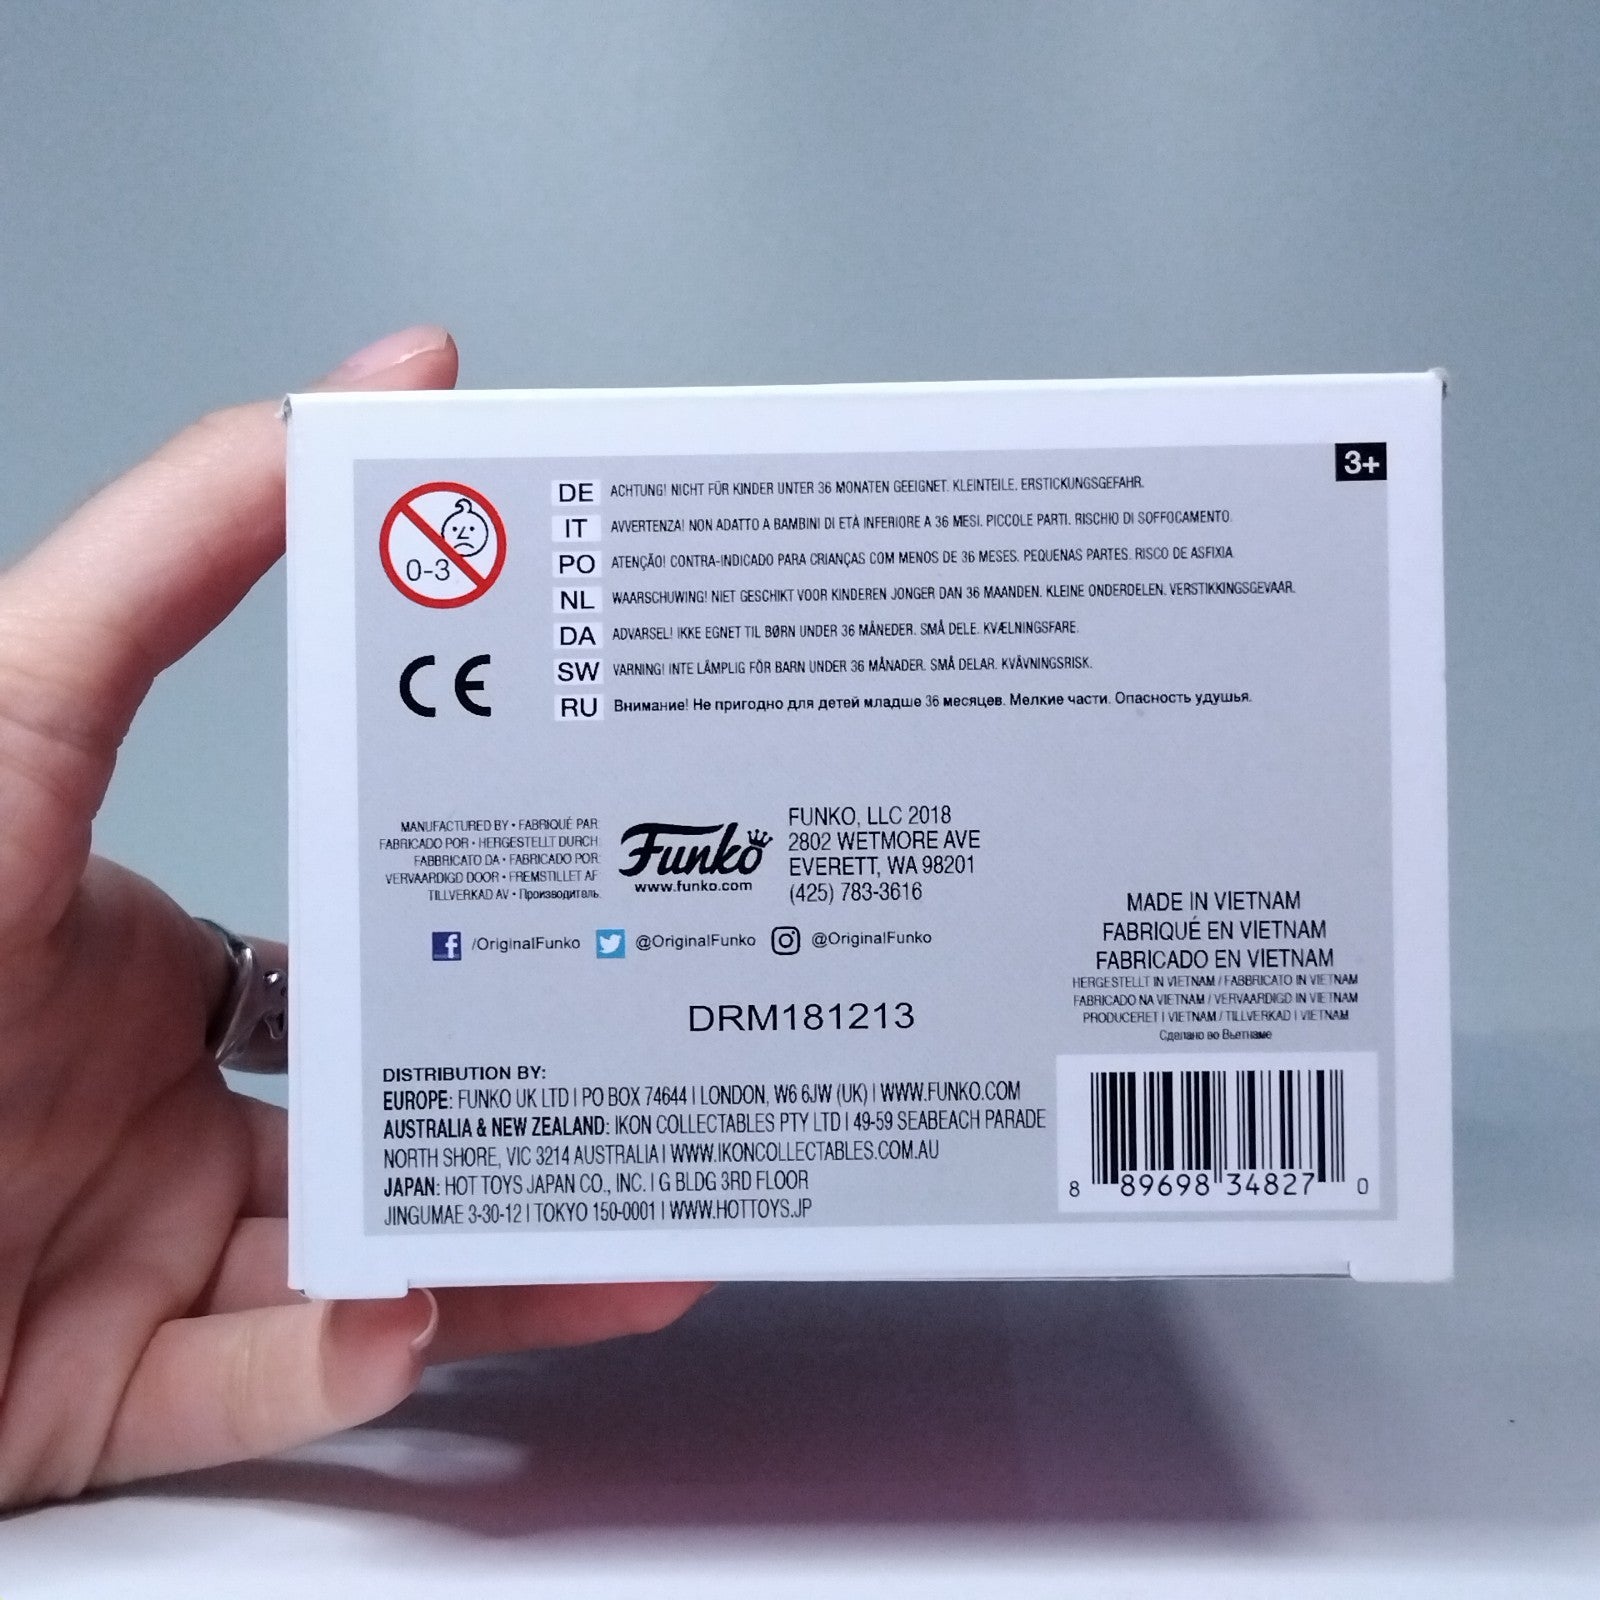 3+
0-3
DE ACHTUNG! NICHT FÜR KINDER UNTER 36 MONATEN GEEIGNET. KLEINTEILE. ERSTICKUNGSGEFAHR.
IT AVVERTENZA! NON ADATTO A BAMBINI DI ETÀ INFERIORE A 36 MESI. PICCOLE PARTI. RISCHIO DI SOFFOCAMENTO.
PO ATENÇÃO! CONTRA-INDICADO PARA CRIANÇAS COM MENOS DE 36 MESES. PEQUENAS PARTES. RISCO DE ASFIXIA.
NL WAARSCHUWING! NIET GESCHIKT VOOR KINDEREN JONGER DAN 36 MAANDEN. KLEINE ONDERDELEN. VERSTIKKINGSGEVAAR.
DA ADVARSEL! IKKE EGNET TIL BØRN UNDER 36 MÅNEDER. SMÅ DELE. KVÆLNINGSFARE.
SW VARNING! INTE LÄMPLIG FÖR BARN UNDER 36 MÅNADER. SMÅ DELAR. KVÄVNINGSRISK.
RU Внимание! Не пригодно для детей младше 36 месяцев. Мелкие части. Опасность удушья.
CE
MANUFACTURED BY • FABRIQUÉ PAR
FABRICADO POR • HERGESTELLT DURCH:
FABBRICATO DA • FABRICADO POR:
VERVAARDIGD DOOR • FREMSTILLET AF
TILLVERKAD AV • Производитель:
Funko
www.funko.com
FUNKO, LLC 2018
2802 WETMORE AVE
EVERETT, WA 98201
(425) 783-3616
/OriginalFunko @OriginalFunko @OriginalFunko
MADE IN VIETNAM
FABRIQUÉ EN VIETNAM
FABRICADO EN VIETNAM
HERGESTELLT IN VIETNAM / FABBRICATO IN VIETNAM
FABRICADO NA VIETNAM / VERVAARDIGD IN VIETNAM
PRODUCERET I VIETNAM / TILLVERKAD I VIETNAM
Сделано во Вьетнаме
DRM181213
DISTRIBUTION BY:
EUROPE: FUNKO UK LTD | PO BOX 74644 | LONDON, W6 6JW (UK) | WWW.FUNKO.COM
AUSTRALIA & NEW ZEALAND: IKON COLLECTABLES PTY LTD | 49-59 SEABEACH PARADE
NORTH SHORE, VIC 3214 AUSTRALIA | WWW.IKONCOLLECTABLES.COM.AU
JAPAN: HOT TOYS JAPAN CO., INC. | G BLDG 3RD FLOOR
JINGUMAE 3-30-12 | TOKYO 150-0001 | WWW.HOTTOYS.JP
8 89698 34827 0